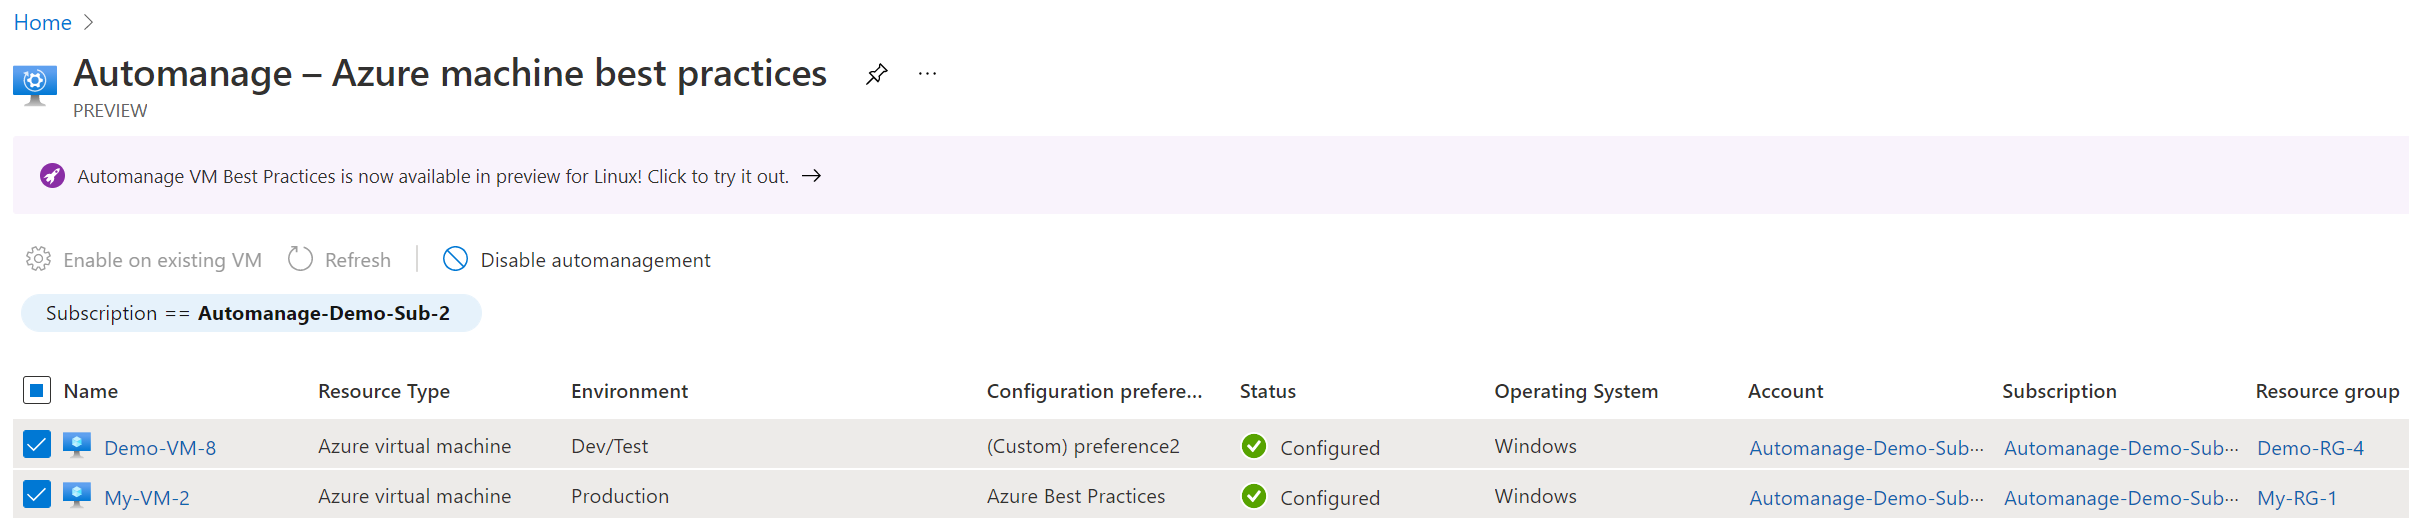 Home
Automanage – Azure machine best practices
PREVIEW
Automanage VM Best Practices is now available in preview for Linux! Click to try it out.
Enable on existing VM Refresh Disable automanagement
Subscription == Automanage-Demo-Sub-2
Name Resource Type Environment Configuration prefere... Status Operating System Account Subscription Resource group
Demo-VM-8 Azure virtual machine Dev/Test (Custom) preference2 Configured Windows Automanage-Demo-Sub... Automanage-Demo-Sub... Demo-RG-4
My-VM-2 Azure virtual machine Production Azure Best Practices Configured Windows Automanage-Demo-Sub... Automanage-Demo-Sub... My-RG-1